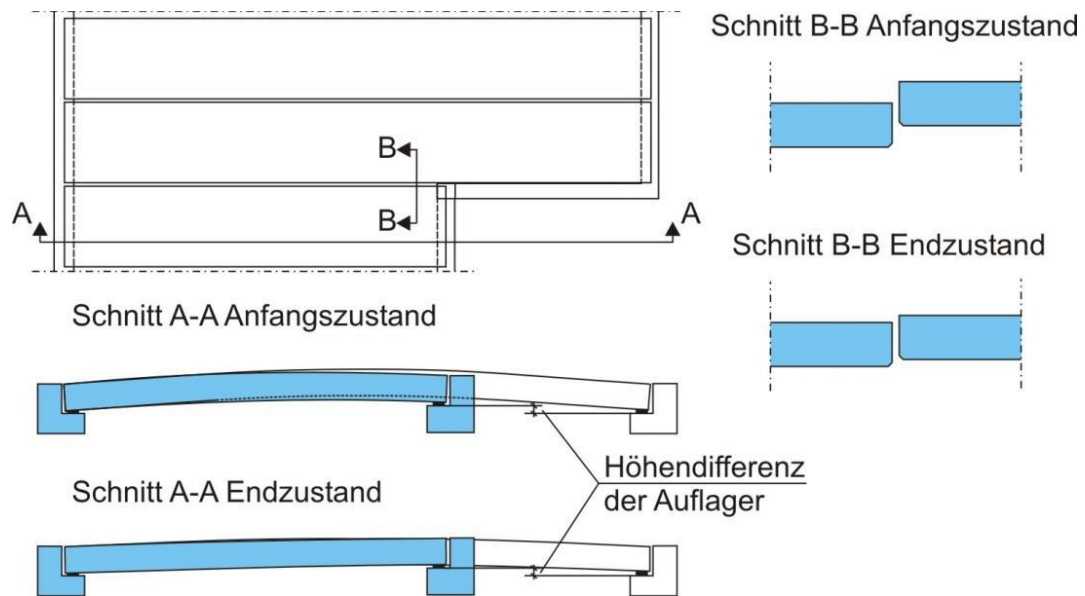 Schnitt B-B Anfangszustand
B
B
A
A
Schnitt B-B Endzustand
Schnitt A-A Anfangszustand
Höhendifferenz
der Auflager
Schnitt A-A Endzustand